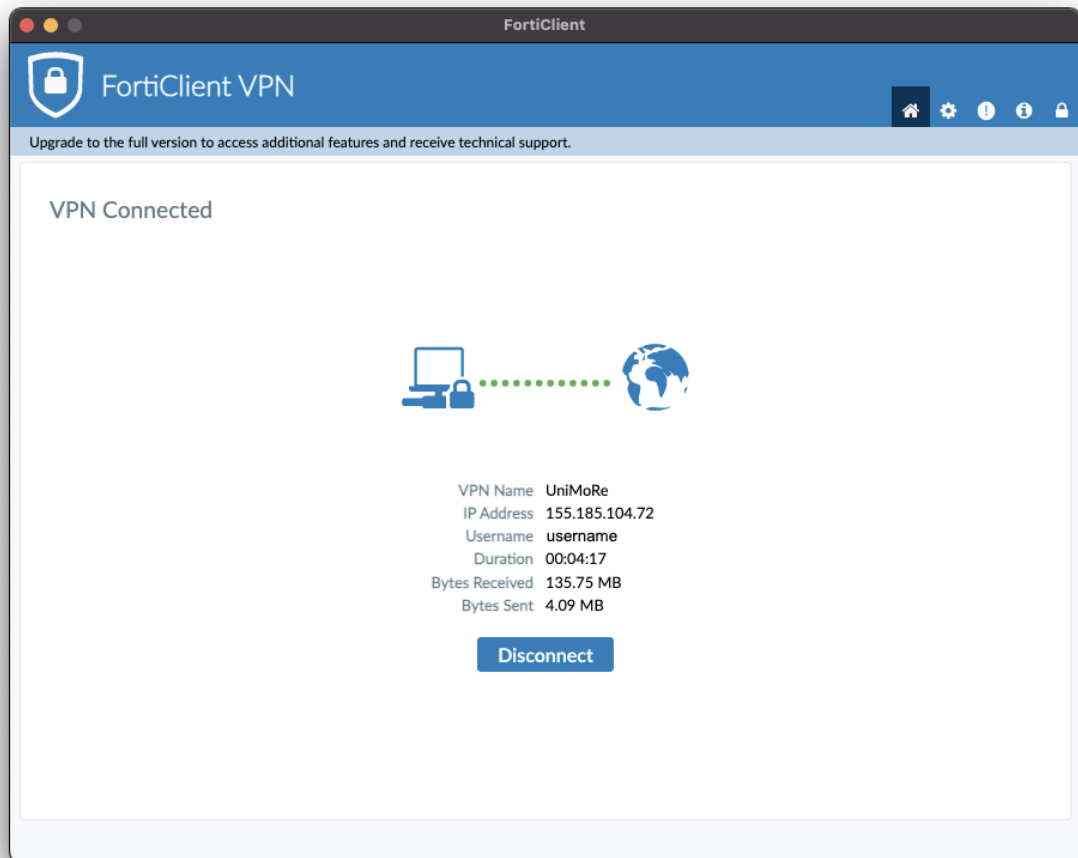 FortiClient
FortiClient VPN
Upgrade to the full version to access additional features and receive technical support.
VPN Connected
VPN Name UniMoRe
IP Address 155.185.104.72
Username username
Duration 00:04:17
Bytes Received 135.75 MB
Bytes Sent 4.09 MB
Disconnect